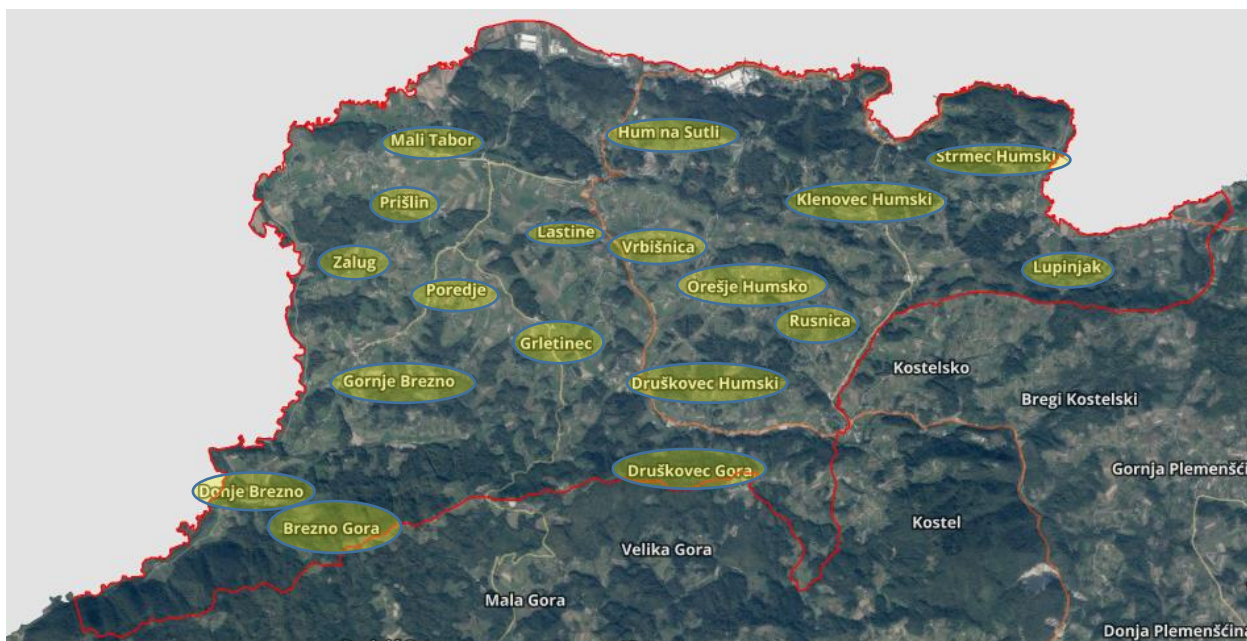 Hum na Sutli
Mali Tabor
Strmec Humski
Prišlin
Klenovec Humski
Lastine
Vrbišnica
Zalug
Lupinjak
Poredje
Orešje Humsko
Rusnica
Grletinec
Kostelsko
Gornje Brezno
Druškovec Humski
Bregi Kostelski
Druškovec Gora
Gornja Plemenšći
Donje Brezno
Brezno Gora
Kostel
Velika Gora
Mala Gora
Donja Plemenšćina